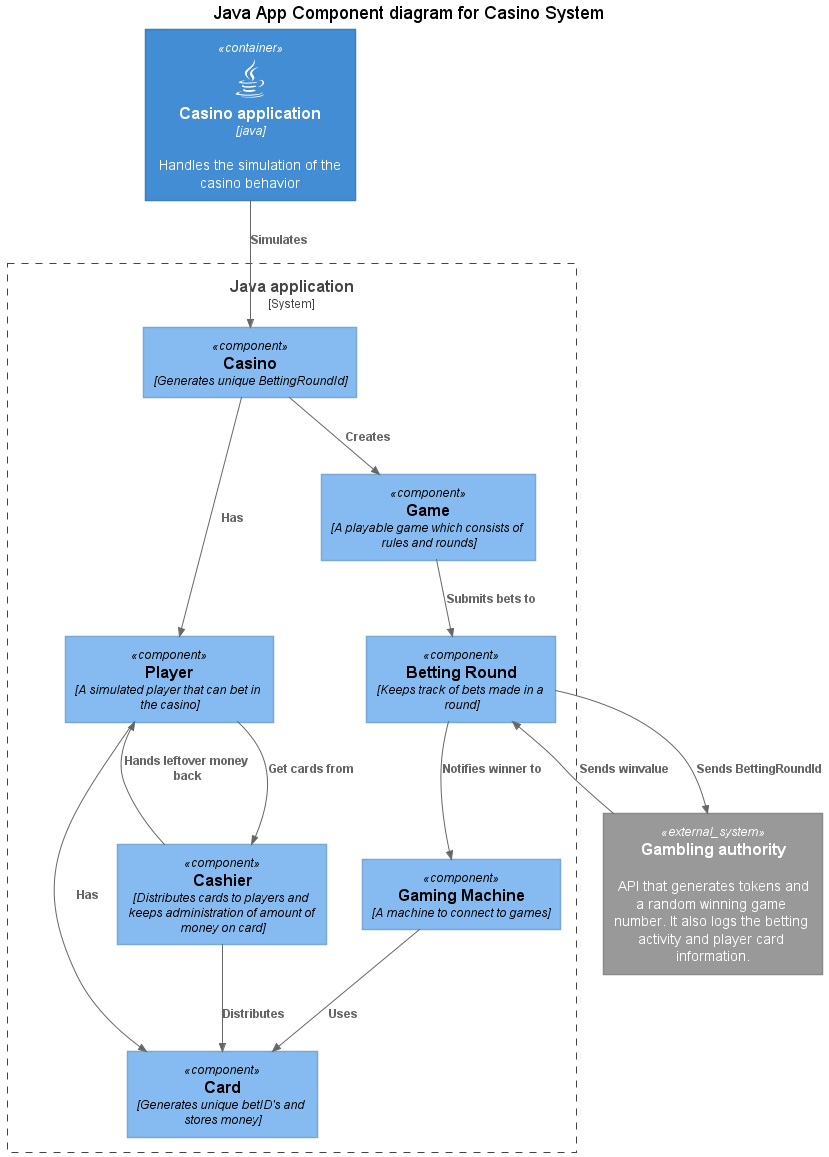 Java App Component diagram for Casino System
«container»
Casino application
[java]
Handles the simulation of the
casino behavior
Simulates
Java application
[System]
«component»
Casino
[Generates unique BettingRoundId]
Creates
Has
«component»
Game
[A playable game which consists of
rules and rounds]
Submits bets to
«component»
Player
[A simulated player that can bet in
the casino]
«component»
Betting Round
[Keeps track of bets made in a
round]
Hands leftover money
back
Get cards from
Notifies winner to
Sends winvalue
Sends BettingRoundId
«component»
Cashier
[Distributes cards to players and
keeps administration of amount of
money on card]
«component»
Gaming Machine
[A machine to connect to games]
«external_system»
Gambling authority
API that generates tokens and
a random winning game
number. It also logs the betting
activity and player card
information.
Has
Distributes
Uses
«component»
Card
[Generates unique betID's and
stores money]